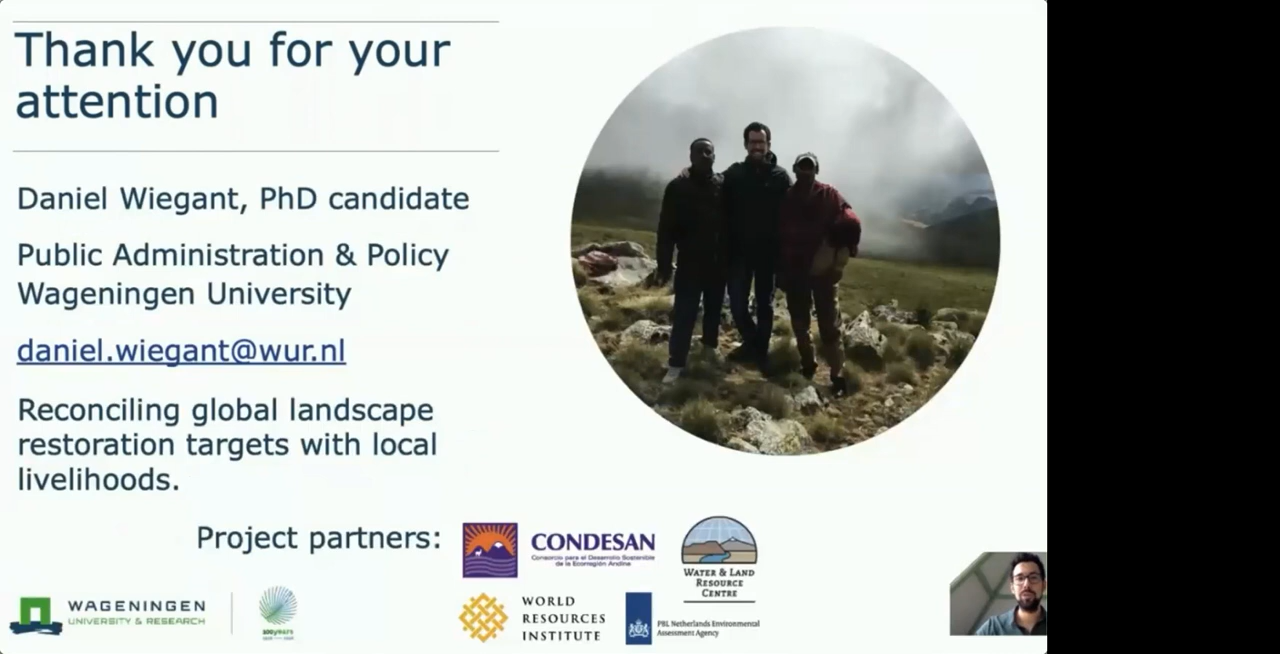 Thank you for your
attention
Daniel Wiegant, PhD candidate
Public Administration & Policy
Wageningen University
daniel.wiegant@wur.nl
Reconciling global landscape
restoration targets with local
livelihoods.
Project partners:
CONDESAN
Consorcio para el Desarrollo Sostenible
de la Ecorregión Andina
WATER & LAND
RESOURCE
CENTRE
WAGENINGEN
UNIVERSITY & RESEARCH
100years
WORLD
RESOURCES
INSTITUTE
PBL Netherlands Environmental
Assessment Agency